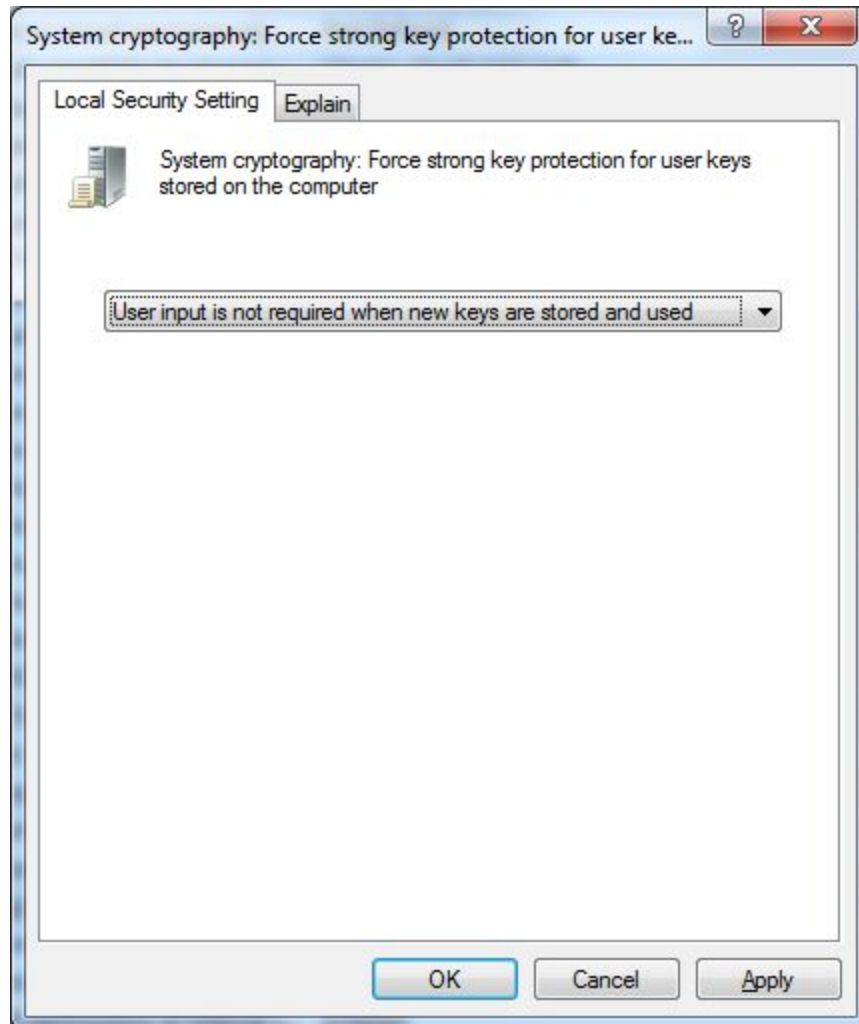 System cryptography: Force strong key protection for user ke...
Local Security Setting
Explain
System cryptography: Force strong key protection for user keys
stored on the computer
User input is not required when new keys are stored and used
OK
Cancel
Apply